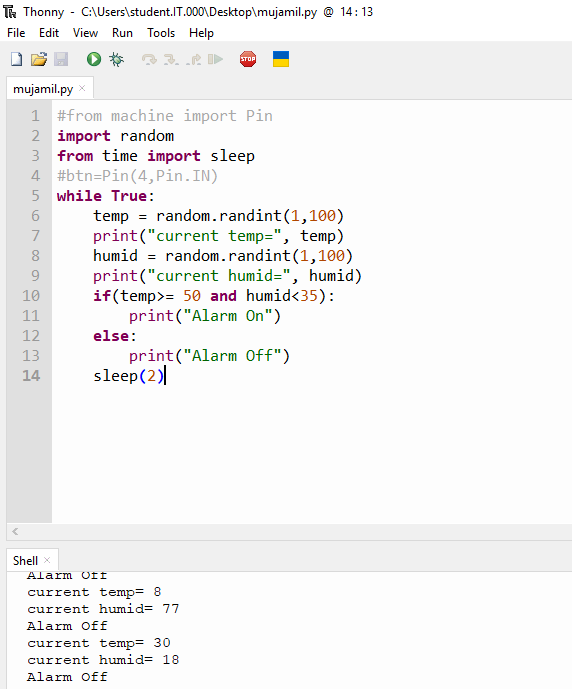 Thonny - C:\Users\student.IT.000\Desktop\mujamil.py @ 14:13
File Edit View Run Tools Help
STOP
mujamil.py ×
1 #from machine import Pin
2 import random
3 from time import sleep
4 #btn=Pin(4,Pin.IN)
5 while True:
6     temp = random.randint(1,100)
7     print("current temp=", temp)
8     humid = random.randint(1,100)
9     print("current humid=", humid)
10     if(temp>= 50 and humid<35):
11         print("Alarm On")
12     else:
13         print("Alarm Off")
14     sleep(2)
Shell ×
Alarm Off
current temp= 8
current humid= 77
Alarm Off
current temp= 30
current humid= 18
Alarm Off